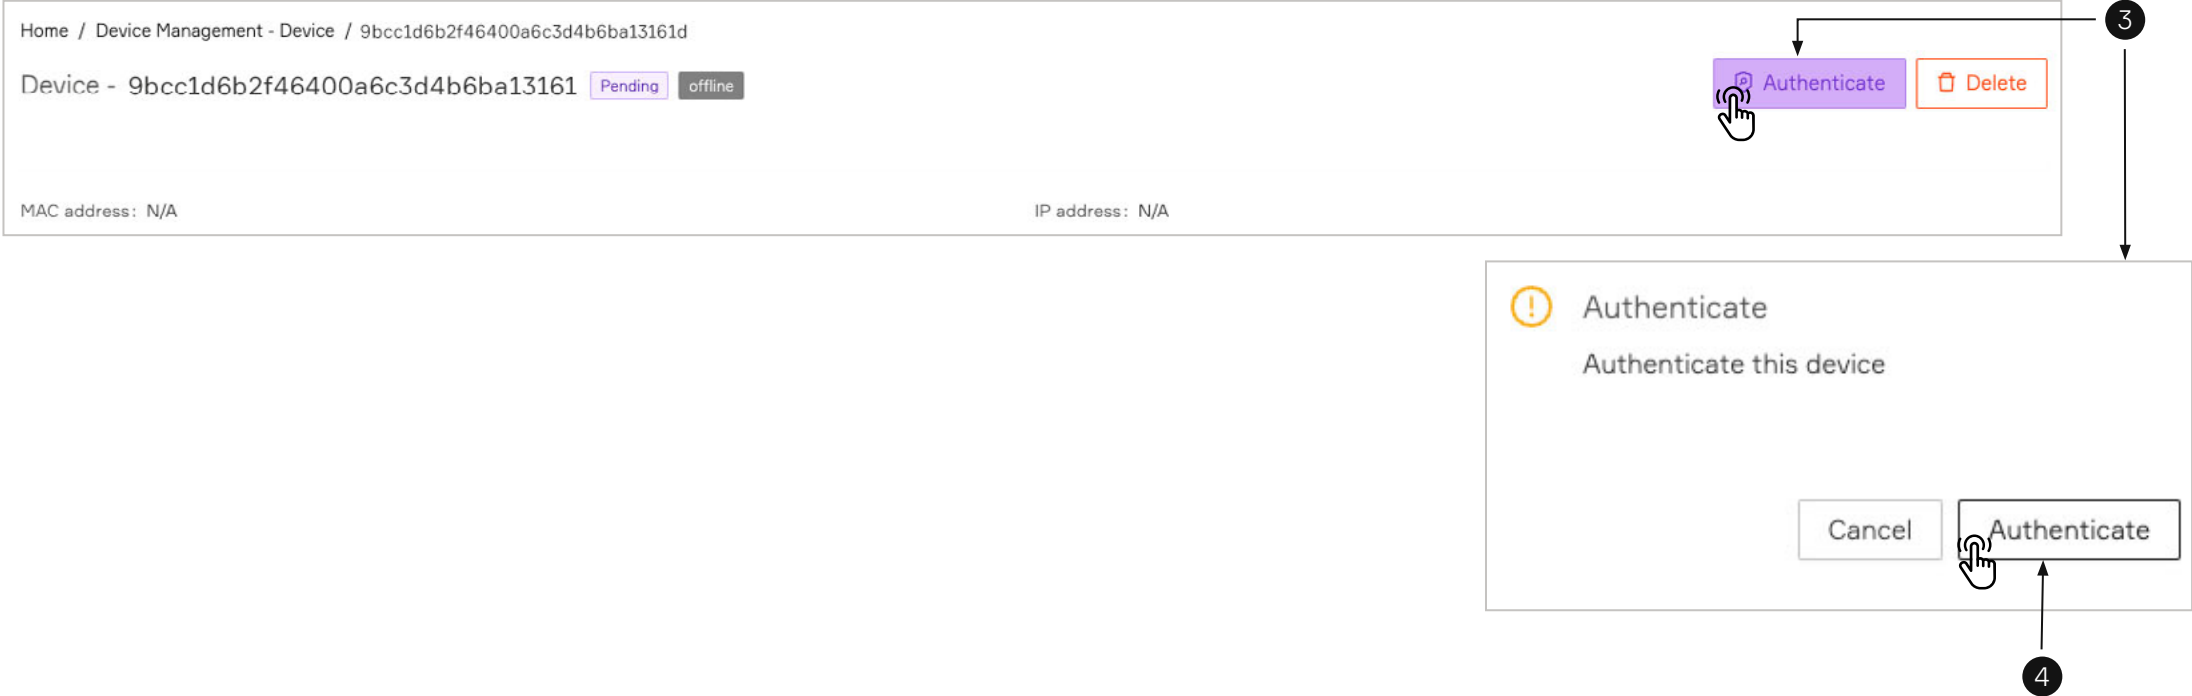 Home / Device Management - Device / 9bcc1d6b2f46400a6c3d4b6ba13161d
3
Device - 9bcc1d6b2f46400a6c3d4b6ba13161 Pending offline
Authenticate Delete
MAC address: N/A IP address: N/A
Authenticate
Authenticate this device
Cancel Authenticate
4